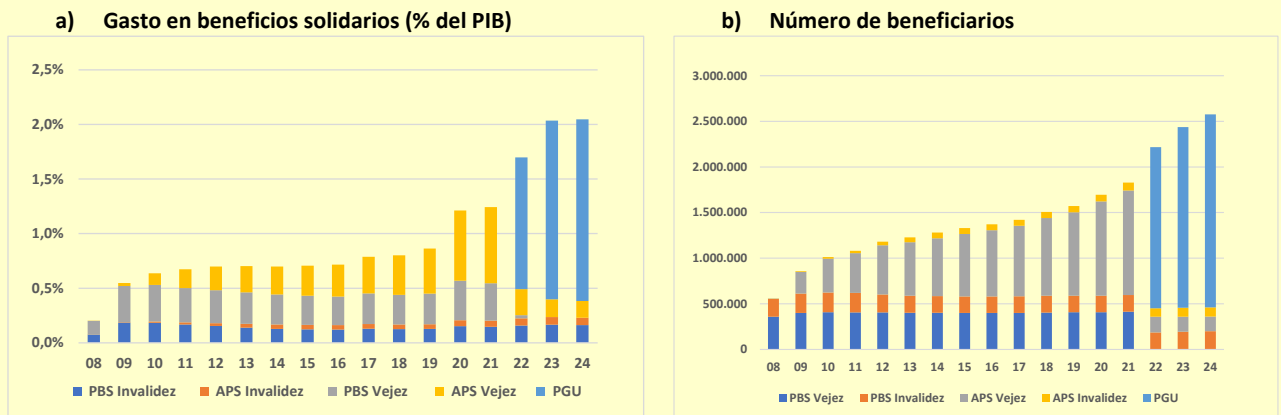 a) Gasto en beneficios solidarios (% del PIB)
2,5%
2,0%
1,5%
1,0%
0,5%
0,0%
08 09 10 11 12 13 14 15 16 17 18 19 20 21 22 23 24
PBS Invalidez APS Invalidez PBS Vejez APS Vejez PGU
b) Número de beneficiarios
3.000.000
2.500.000
2.000.000
1.500.000
1.000.000
500.000
0
08 09 10 11 12 13 14 15 16 17 18 19 20 21 22 23 24
PBS Vejez PBS Invalidez APS Vejez APS Invalidez PGU